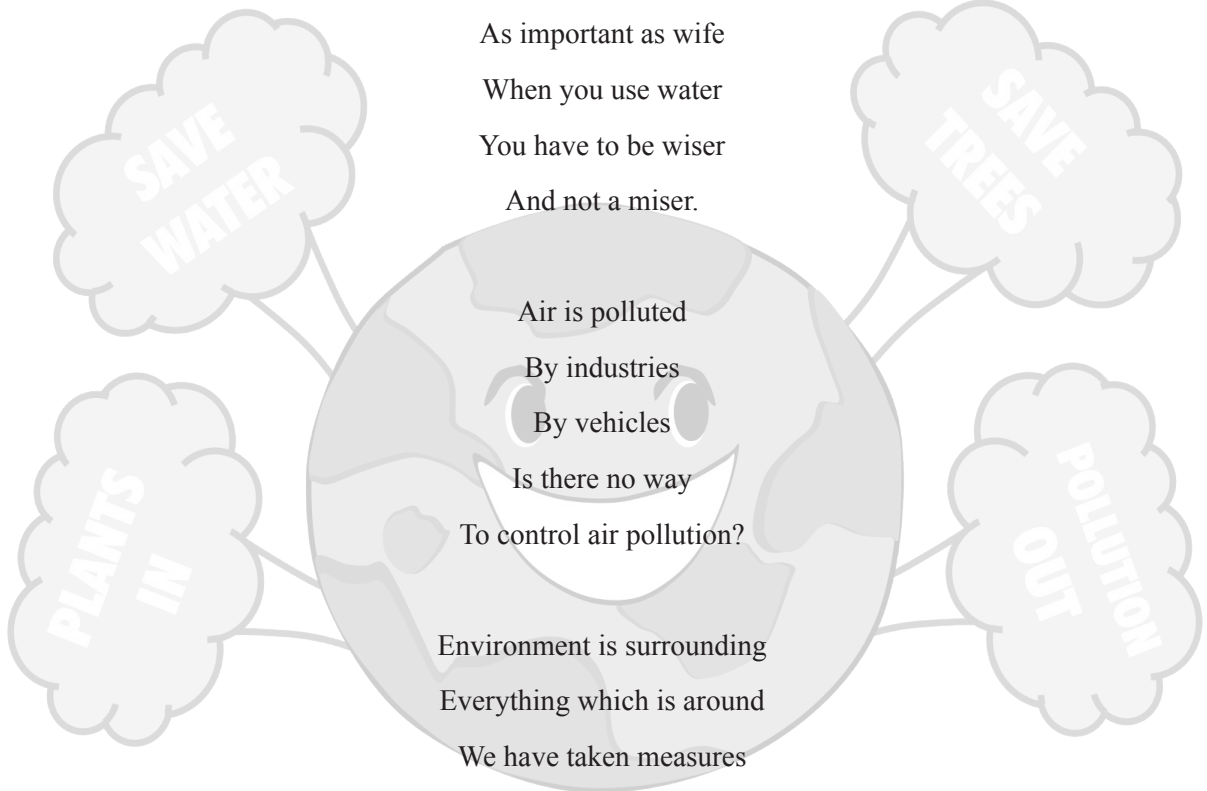 As important as wife
When you use water
You have to be wiser
And not a miser.
Air is polluted
By industries
By vehicles
Is there no way
To control air pollution?
Environment is surrounding
Everything which is around
We have taken measures
SAVE
WATER
SAVE
TREES
PLANTS
IN
POLLUTION
OUT